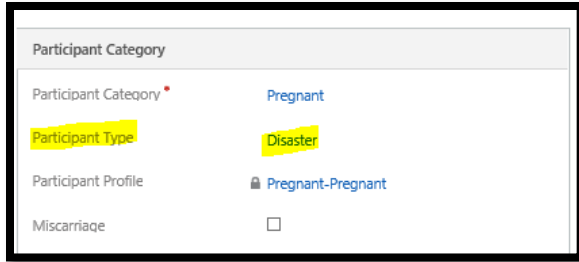 Participant Category
Participant Category * Pregnant
Participant Type Disaster
Participant Profile Pregnant-Pregnant
Miscarriage